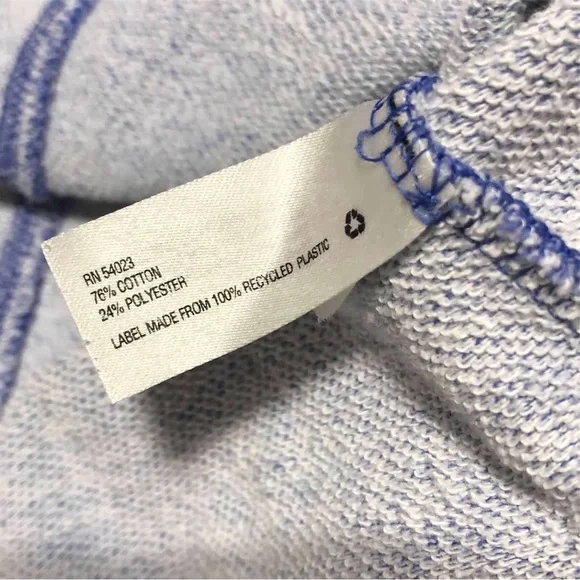 RN 54023
76% COTTON
24% POLYESTER
LABEL MADE FROM 100% RECYCLED PLASTIC